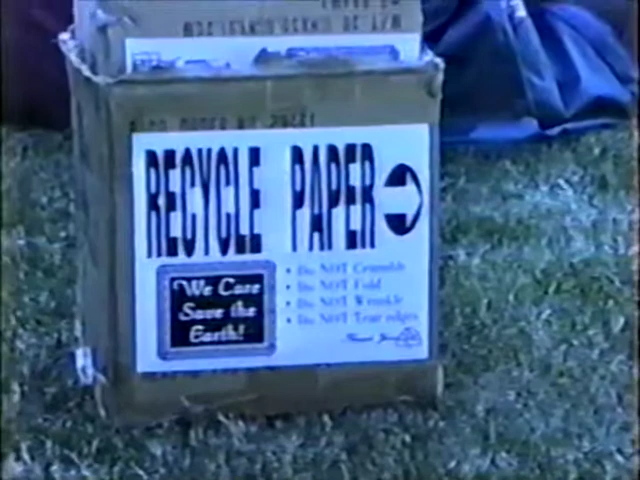 RECYCLE PAPER
We Care
Save the
Earth!
• Do NOT Crumble
• Do NOT Fold
• Do NOT Wrinkle
• Do NOT Tear edges